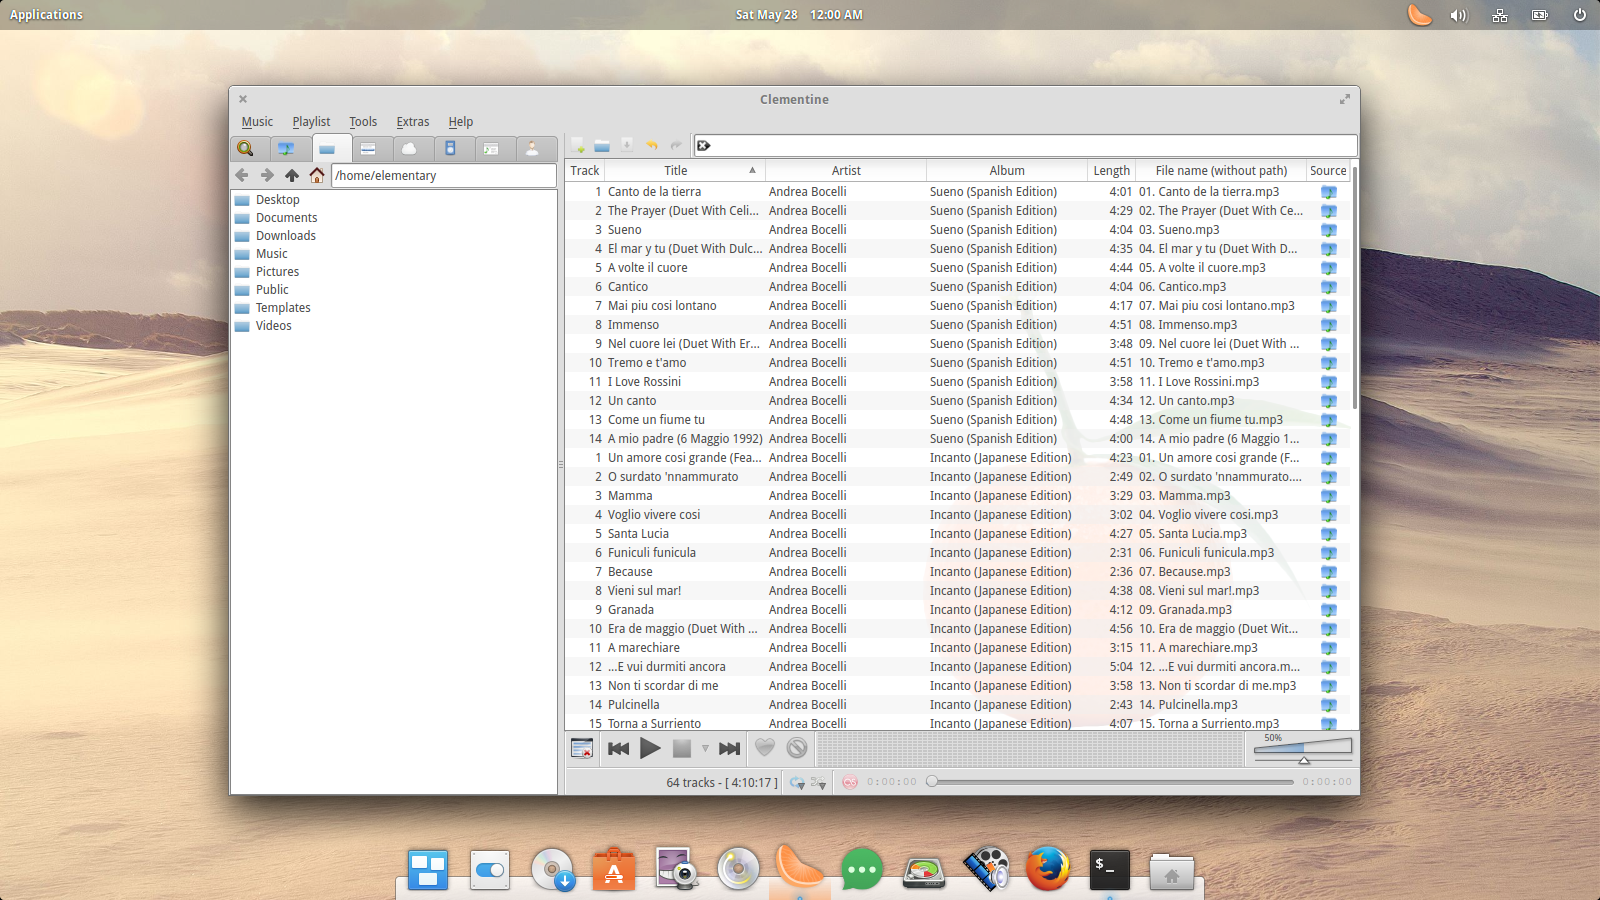 Applications
Sat May 28 12:00 AM
Clementine
Music Playlist Tools Extras Help
/home/elementary
Desktop
Documents
Downloads
Music
Pictures
Public
Templates
Videos
Track Title Artist Album Length File name (without path) Source
1 Canto de la tierra Andrea Bocelli Sueno (Spanish Edition) 4:01 01. Canto de la tierra.mp3
2 The Prayer (Duet With Celi... Andrea Bocelli Sueno (Spanish Edition) 4:29 02. The Prayer (Duet With Ce...
3 Sueno Andrea Bocelli Sueno (Spanish Edition) 4:04 03. Sueno.mp3
4 El mar y tu (Duet With Dulc... Andrea Bocelli Sueno (Spanish Edition) 4:35 04. El mar y tu (Duet With D...
5 A volte il cuore Andrea Bocelli Sueno (Spanish Edition) 4:44 05. A volte il cuore.mp3
6 Cantico Andrea Bocelli Sueno (Spanish Edition) 4:04 06. Cantico.mp3
7 Mai piu cosi lontano Andrea Bocelli Sueno (Spanish Edition) 4:17 07. Mai piu cosi lontano.mp3
8 Immenso Andrea Bocelli Sueno (Spanish Edition) 4:51 08. Immenso.mp3
9 Nel cuore lei (Duet With Er... Andrea Bocelli Sueno (Spanish Edition) 3:48 09. Nel cuore lei (Duet With ...
10 Tremo e t'amo Andrea Bocelli Sueno (Spanish Edition) 4:51 10. Tremo e t'amo.mp3
11 I Love Rossini Andrea Bocelli Sueno (Spanish Edition) 3:58 11. I Love Rossini.mp3
12 Un canto Andrea Bocelli Sueno (Spanish Edition) 4:34 12. Un canto.mp3
13 Come un fiume tu Andrea Bocelli Sueno (Spanish Edition) 4:48 13. Come un fiume tu.mp3
14 A mio padre (6 Maggio 1992) Andrea Bocelli Sueno (Spanish Edition) 4:00 14. A mio padre (6 Maggio 1...
1 Un amore cosi grande (Fea... Andrea Bocelli Incanto (Japanese Edition) 4:23 01. Un amore cosi grande (F...
2 O surdato 'nnammurato Andrea Bocelli Incanto (Japanese Edition) 2:49 02. O surdato 'nnammurato....
3 Mamma Andrea Bocelli Incanto (Japanese Edition) 3:29 03. Mamma.mp3
4 Voglio vivere cosi Andrea Bocelli Incanto (Japanese Edition) 3:02 04. Voglio vivere cosi.mp3
5 Santa Lucia Andrea Bocelli Incanto (Japanese Edition) 4:27 05. Santa Lucia.mp3
6 Funiculi funicula Andrea Bocelli Incanto (Japanese Edition) 2:31 06. Funiculi funicula.mp3
7 Because Andrea Bocelli Incanto (Japanese Edition) 2:36 07. Because.mp3
8 Vieni sul mar! Andrea Bocelli Incanto (Japanese Edition) 4:38 08. Vieni sul mar!.mp3
9 Granada Andrea Bocelli Incanto (Japanese Edition) 4:12 09. Granada.mp3
10 Era de maggio (Duet With ... Andrea Bocelli Incanto (Japanese Edition) 4:56 10. Era de maggio (Duet Wit...
11 A marechiare Andrea Bocelli Incanto (Japanese Edition) 3:15 11. A marechiare.mp3
12 ...E vui durmiti ancora Andrea Bocelli Incanto (Japanese Edition) 5:04 12. ...E vui durmiti ancora.m...
13 Non ti scordar di me Andrea Bocelli Incanto (Japanese Edition) 3:58 13. Non ti scordar di me.mp3
14 Pulcinella Andrea Bocelli Incanto (Japanese Edition) 2:43 14. Pulcinella.mp3
15 Torna a Surriento Andrea Bocelli Incanto (Japanese Edition) 4:07 15. Torna a Surriento.mp3
50%
64 tracks - [ 4:10:17 ] 0:00:00 0:00:00
$_